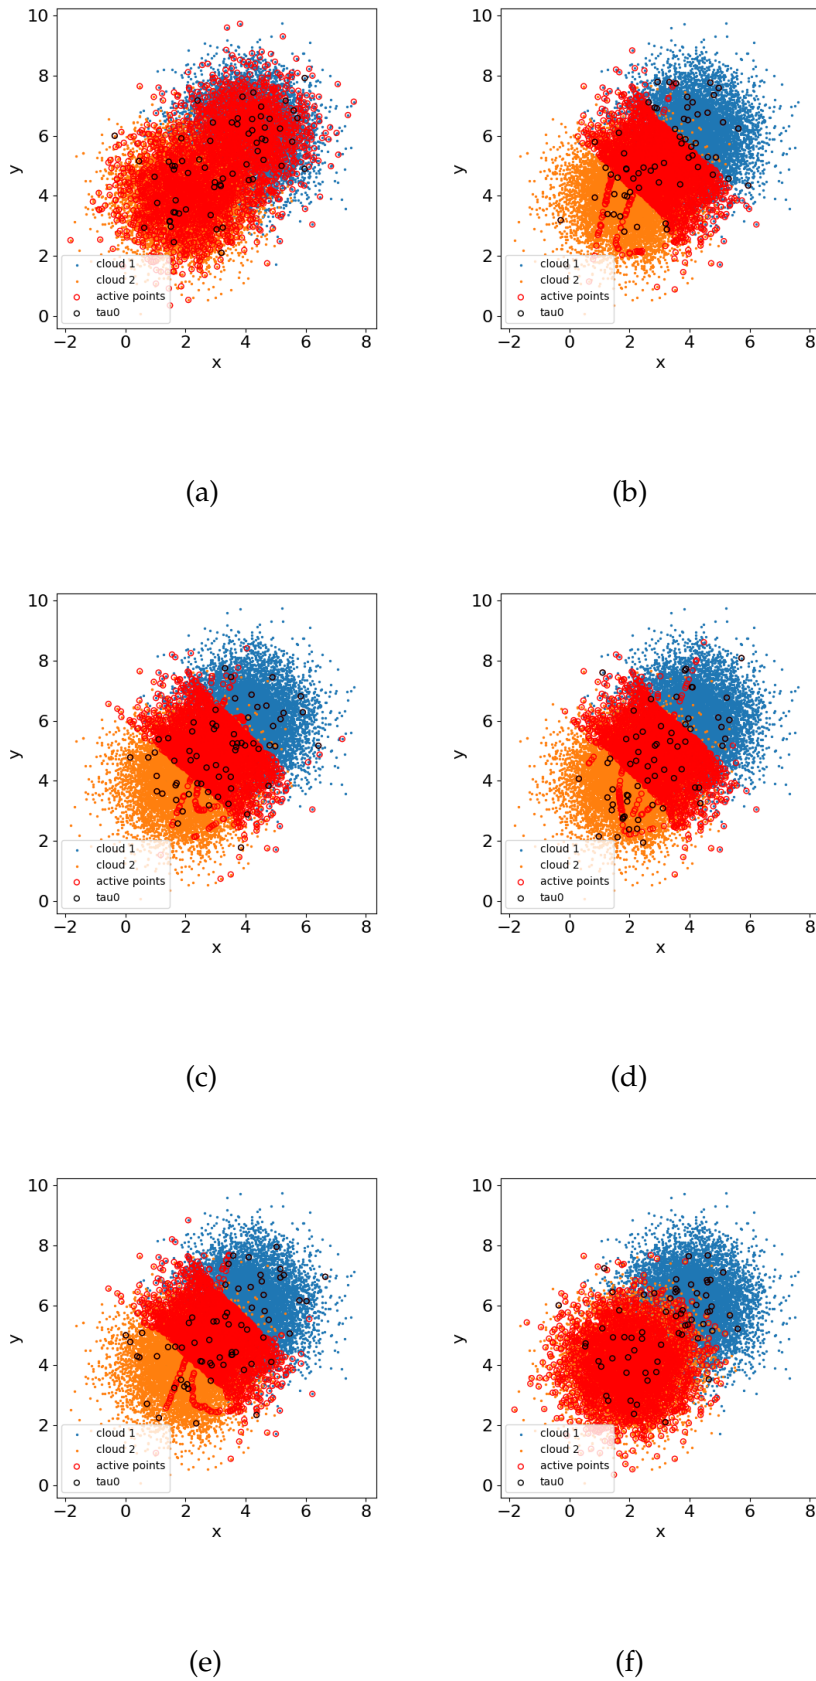 10
8
6
4
2
0
y
cloud 1
cloud 2
active points
tau0
−2 0 2 4 6 8
x
(a)
10
8
6
4
2
0
y
cloud 1
cloud 2
active points
tau0
−2 0 2 4 6 8
x
(b)
10
8
6
4
2
0
y
cloud 1
cloud 2
active points
tau0
−2 0 2 4 6 8
x
(c)
10
8
6
4
2
0
y
cloud 1
cloud 2
active points
tau0
−2 0 2 4 6 8
x
(d)
10
8
6
4
2
0
y
cloud 1
cloud 2
active points
tau0
−2 0 2 4 6 8
x
(e)
10
8
6
4
2
0
y
cloud 1
cloud 2
active points
tau0
−2 0 2 4 6 8
x
(f)